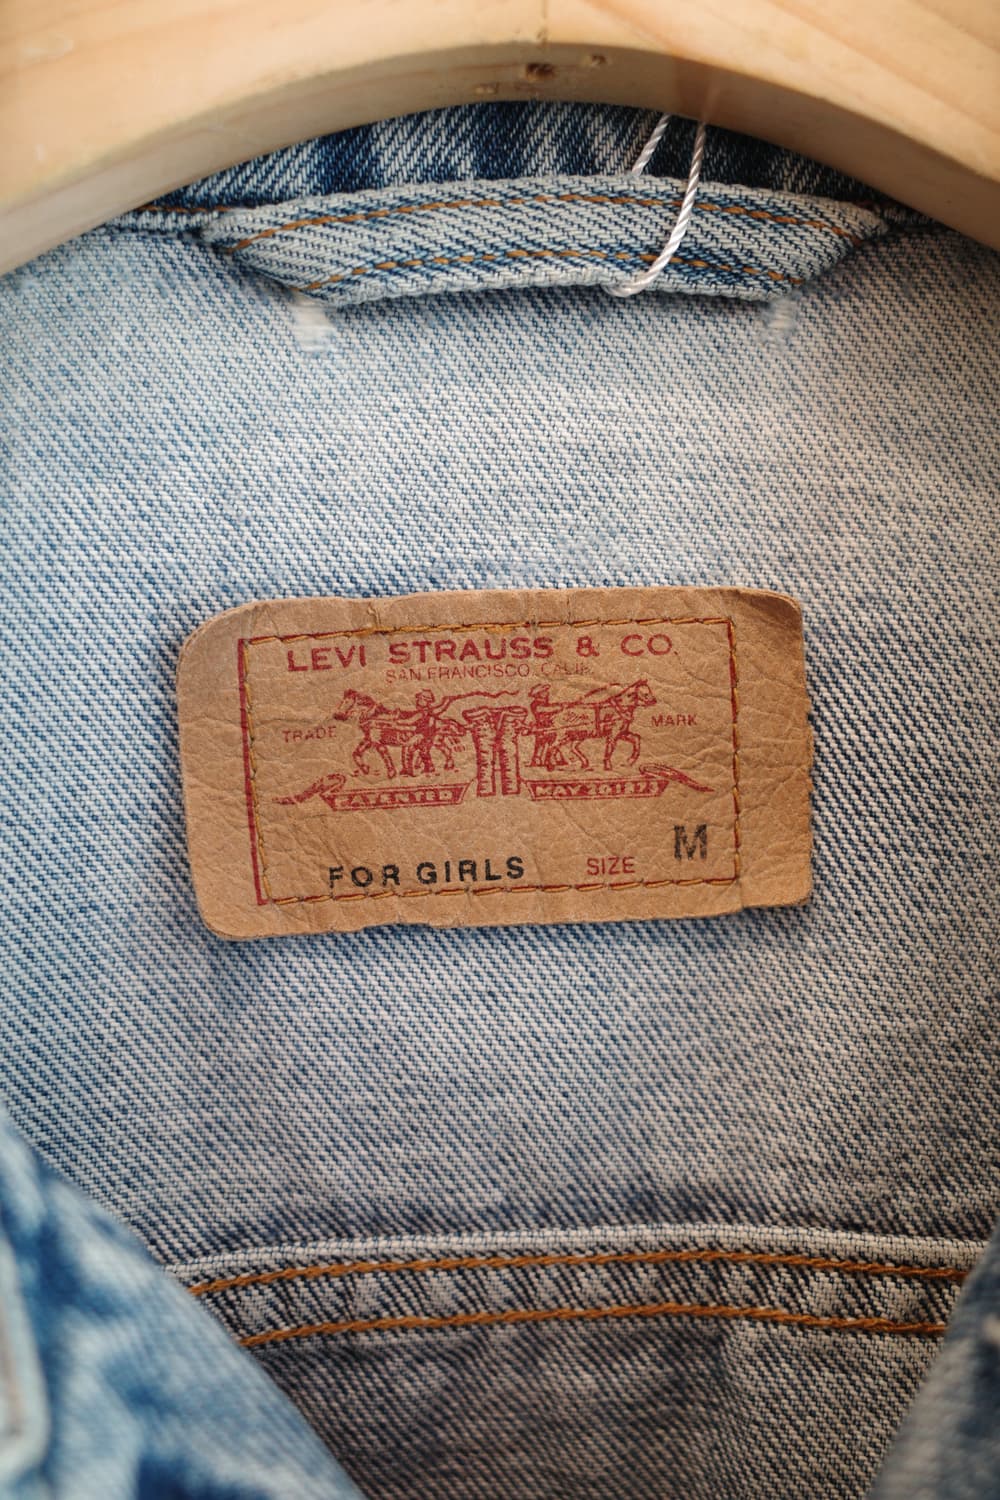 LEVI STRAUSS & CO.
SAN FRANCISCO, CALIF.
TRADE MARK
PATENTED MAY 20 1873
FOR GIRLS SIZE M